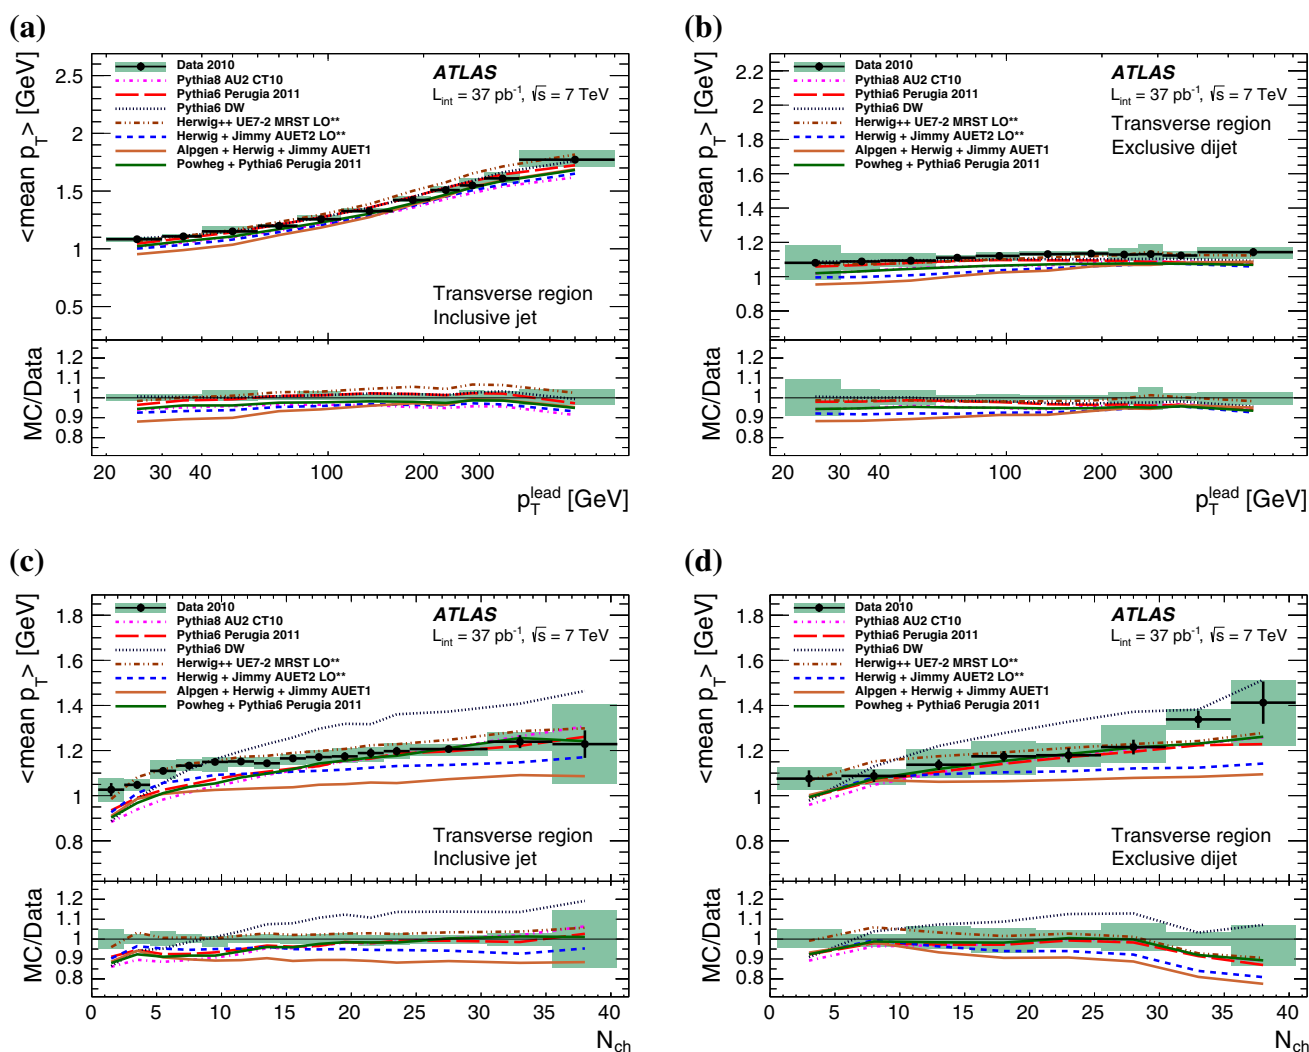 (a)
<mean p_T> [GeV]
2.5
2
1.5
1
0.5
Data 2010
Pythia8 AU2 CT10
Pythia6 Perugia 2011
Pythia6 DW
Herwig++ UE7-2 MRST LO**
Herwig + Jimmy AUET2 LO**
Alpgen + Herwig + Jimmy AUET1
Powheg + Pythia6 Perugia 2011
ATLAS
L_int = 37 pb⁻¹, √s = 7 TeV
Transverse region
Inclusive jet
MC/Data
1.2
1.1
1
0.9
0.8
20 30 40 100 200 300
p_T^lead [GeV]
(b)
<mean p_T> [GeV]
2.2
2
1.8
1.6
1.4
1.2
1
0.8
Data 2010
Pythia8 AU2 CT10
Pythia6 Perugia 2011
Pythia6 DW
Herwig++ UE7-2 MRST LO**
Herwig + Jimmy AUET2 LO**
Alpgen + Herwig + Jimmy AUET1
Powheg + Pythia6 Perugia 2011
ATLAS
L_int = 37 pb⁻¹, √s = 7 TeV
Transverse region
Exclusive dijet
MC/Data
1.2
1.1
1
0.9
0.8
20 30 40 100 200 300
p_T^lead [GeV]
(c)
<mean p_T> [GeV]
1.8
1.6
1.4
1.2
1
0.8
Data 2010
Pythia8 AU2 CT10
Pythia6 Perugia 2011
Pythia6 DW
Herwig++ UE7-2 MRST LO**
Herwig + Jimmy AUET2 LO**
Alpgen + Herwig + Jimmy AUET1
Powheg + Pythia6 Perugia 2011
ATLAS
L_int = 37 pb⁻¹, √s = 7 TeV
Transverse region
Inclusive jet
MC/Data
1.2
1.1
1
0.9
0.8
0 5 10 15 20 25 30 35 40
N_ch
(d)
<mean p_T> [GeV]
1.8
1.6
1.4
1.2
1
0.8
Data 2010
Pythia8 AU2 CT10
Pythia6 Perugia 2011
Pythia6 DW
Herwig++ UE7-2 MRST LO**
Herwig + Jimmy AUET2 LO**
Alpgen + Herwig + Jimmy AUET1
Powheg + Pythia6 Perugia 2011
ATLAS
L_int = 37 pb⁻¹, √s = 7 TeV
Transverse region
Exclusive dijet
MC/Data
1.2
1.1
1
0.9
0.8
0 5 10 15 20 25 30 35 40
N_ch